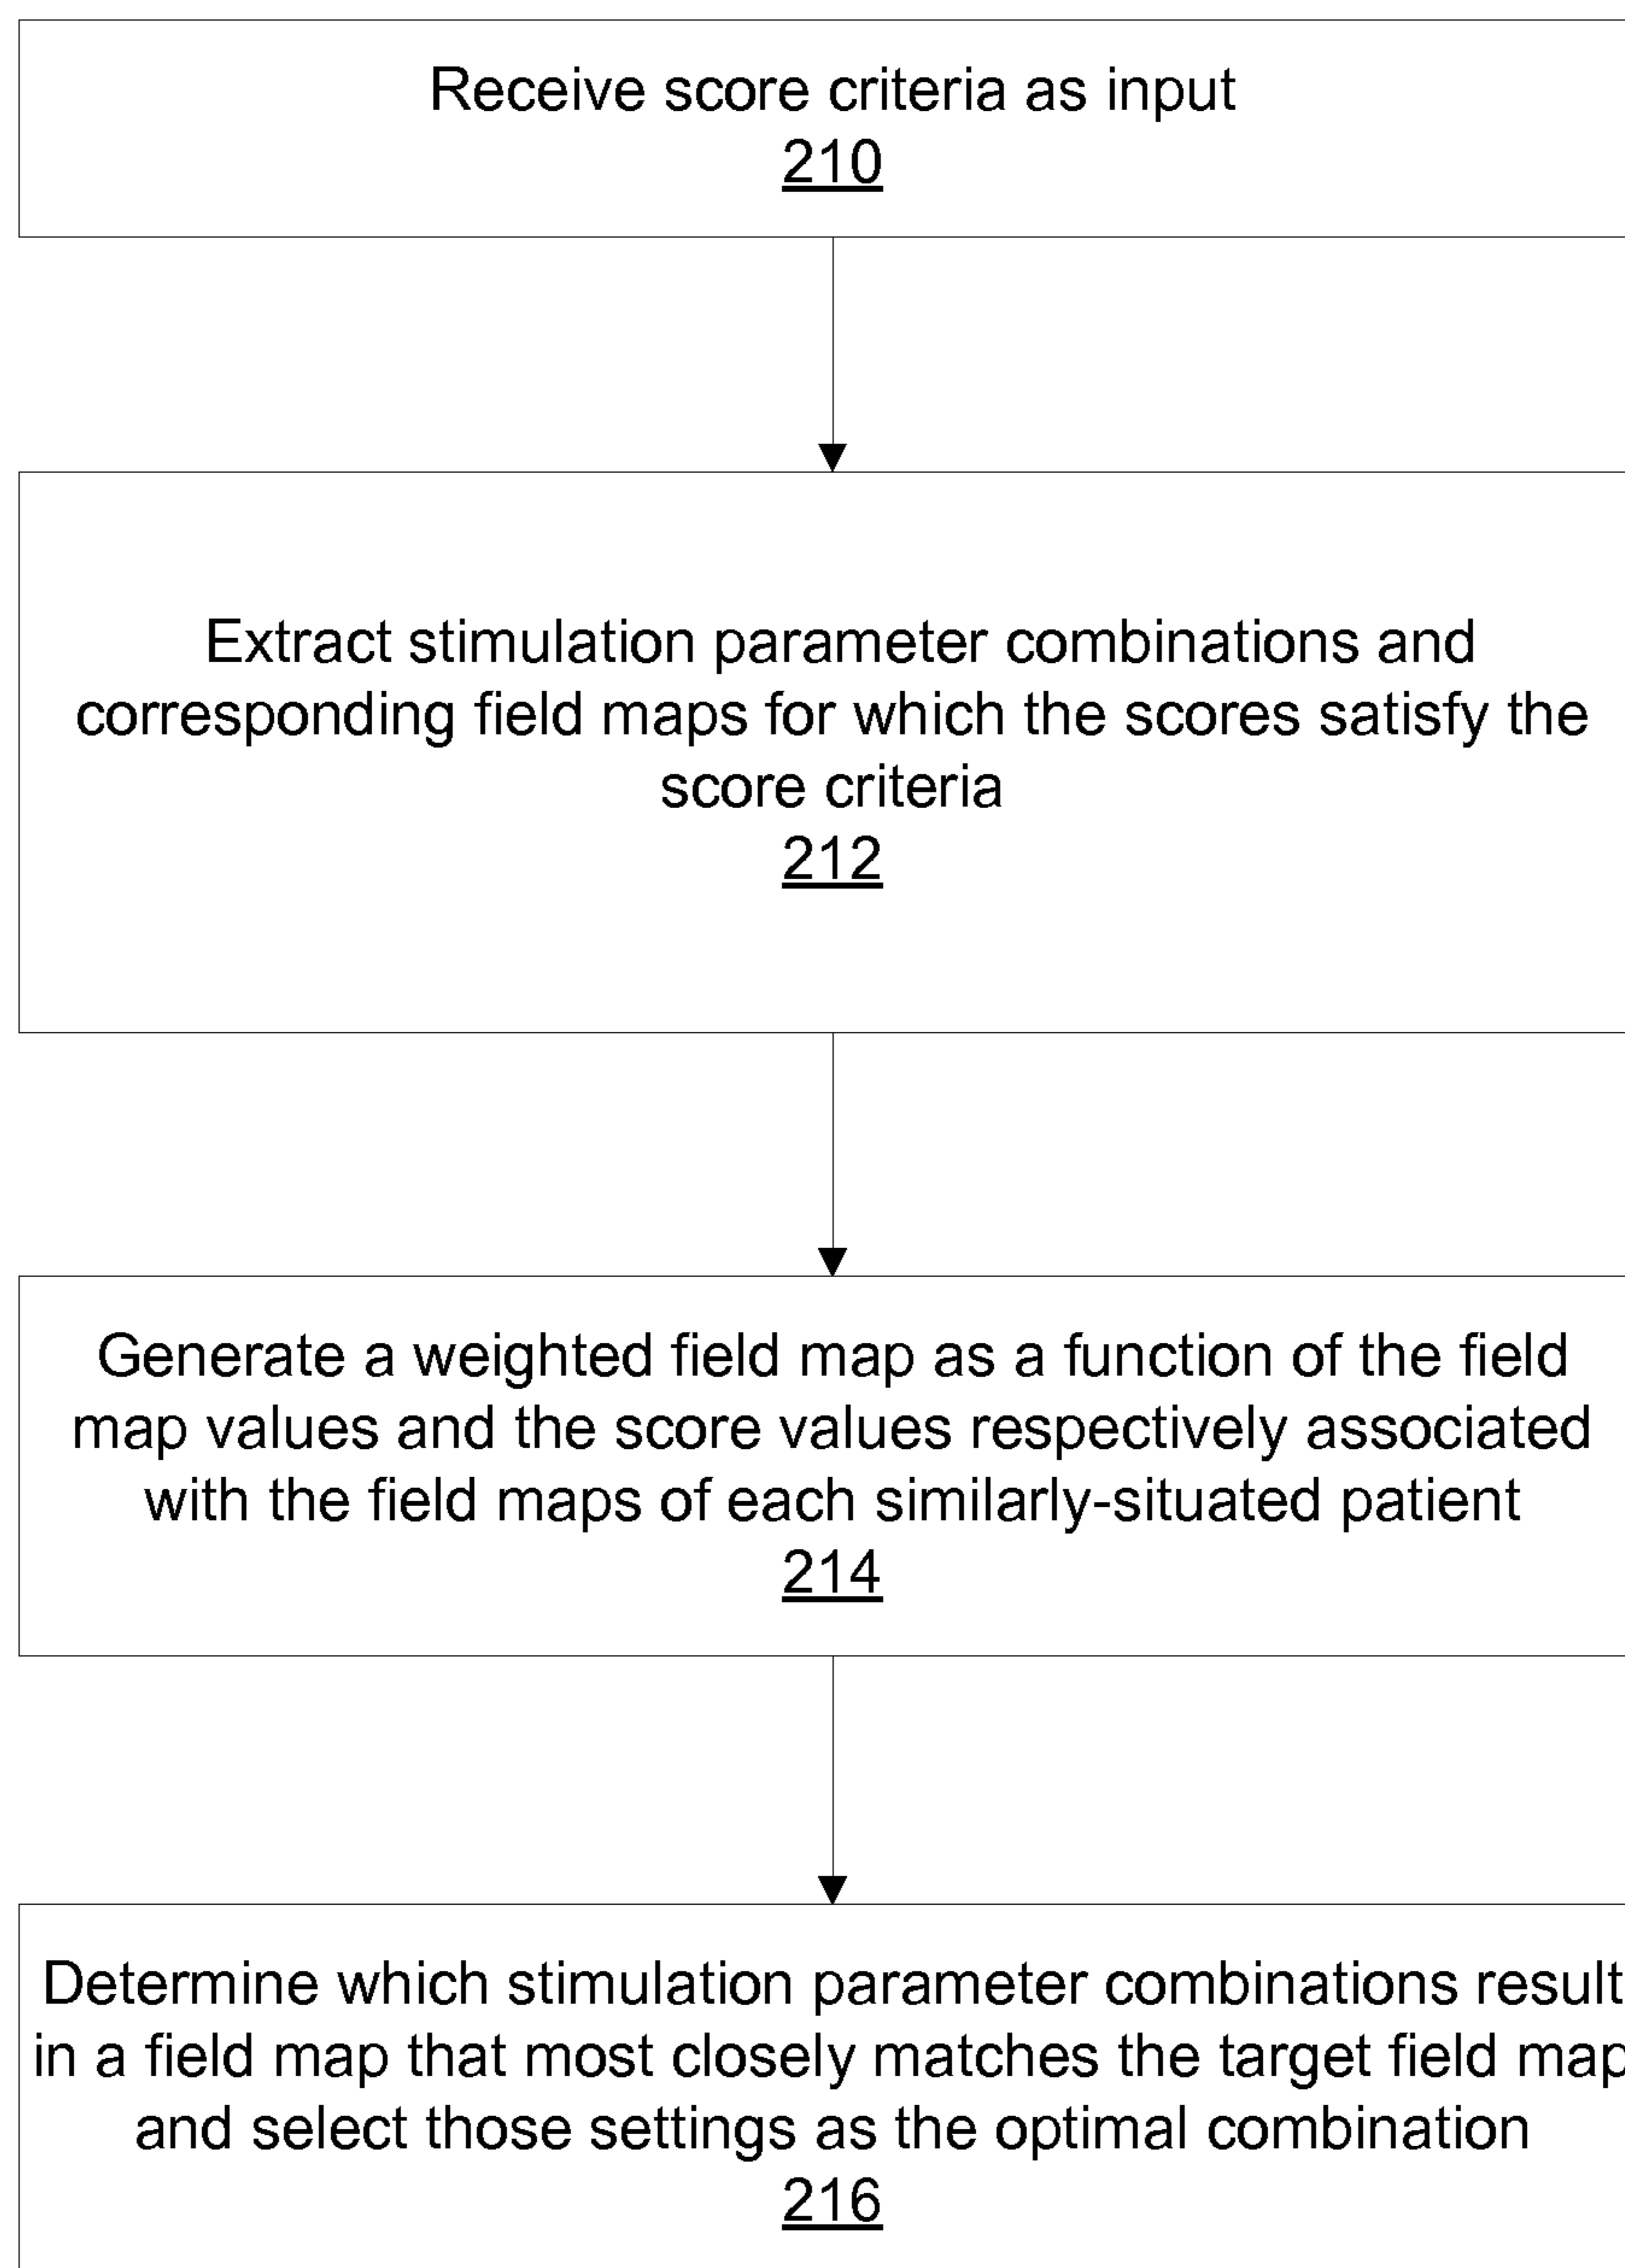 Receive score criteria as input
210
Extract stimulation parameter combinations and
corresponding field maps for which the scores satisfy the
score criteria
212
Generate a weighted field map as a function of the field
map values and the score values respectively associated
with the field maps of each similarly-situated patient
214
Determine which stimulation parameter combinations result
in a field map that most closely matches the target field map
and select those settings as the optimal combination
216